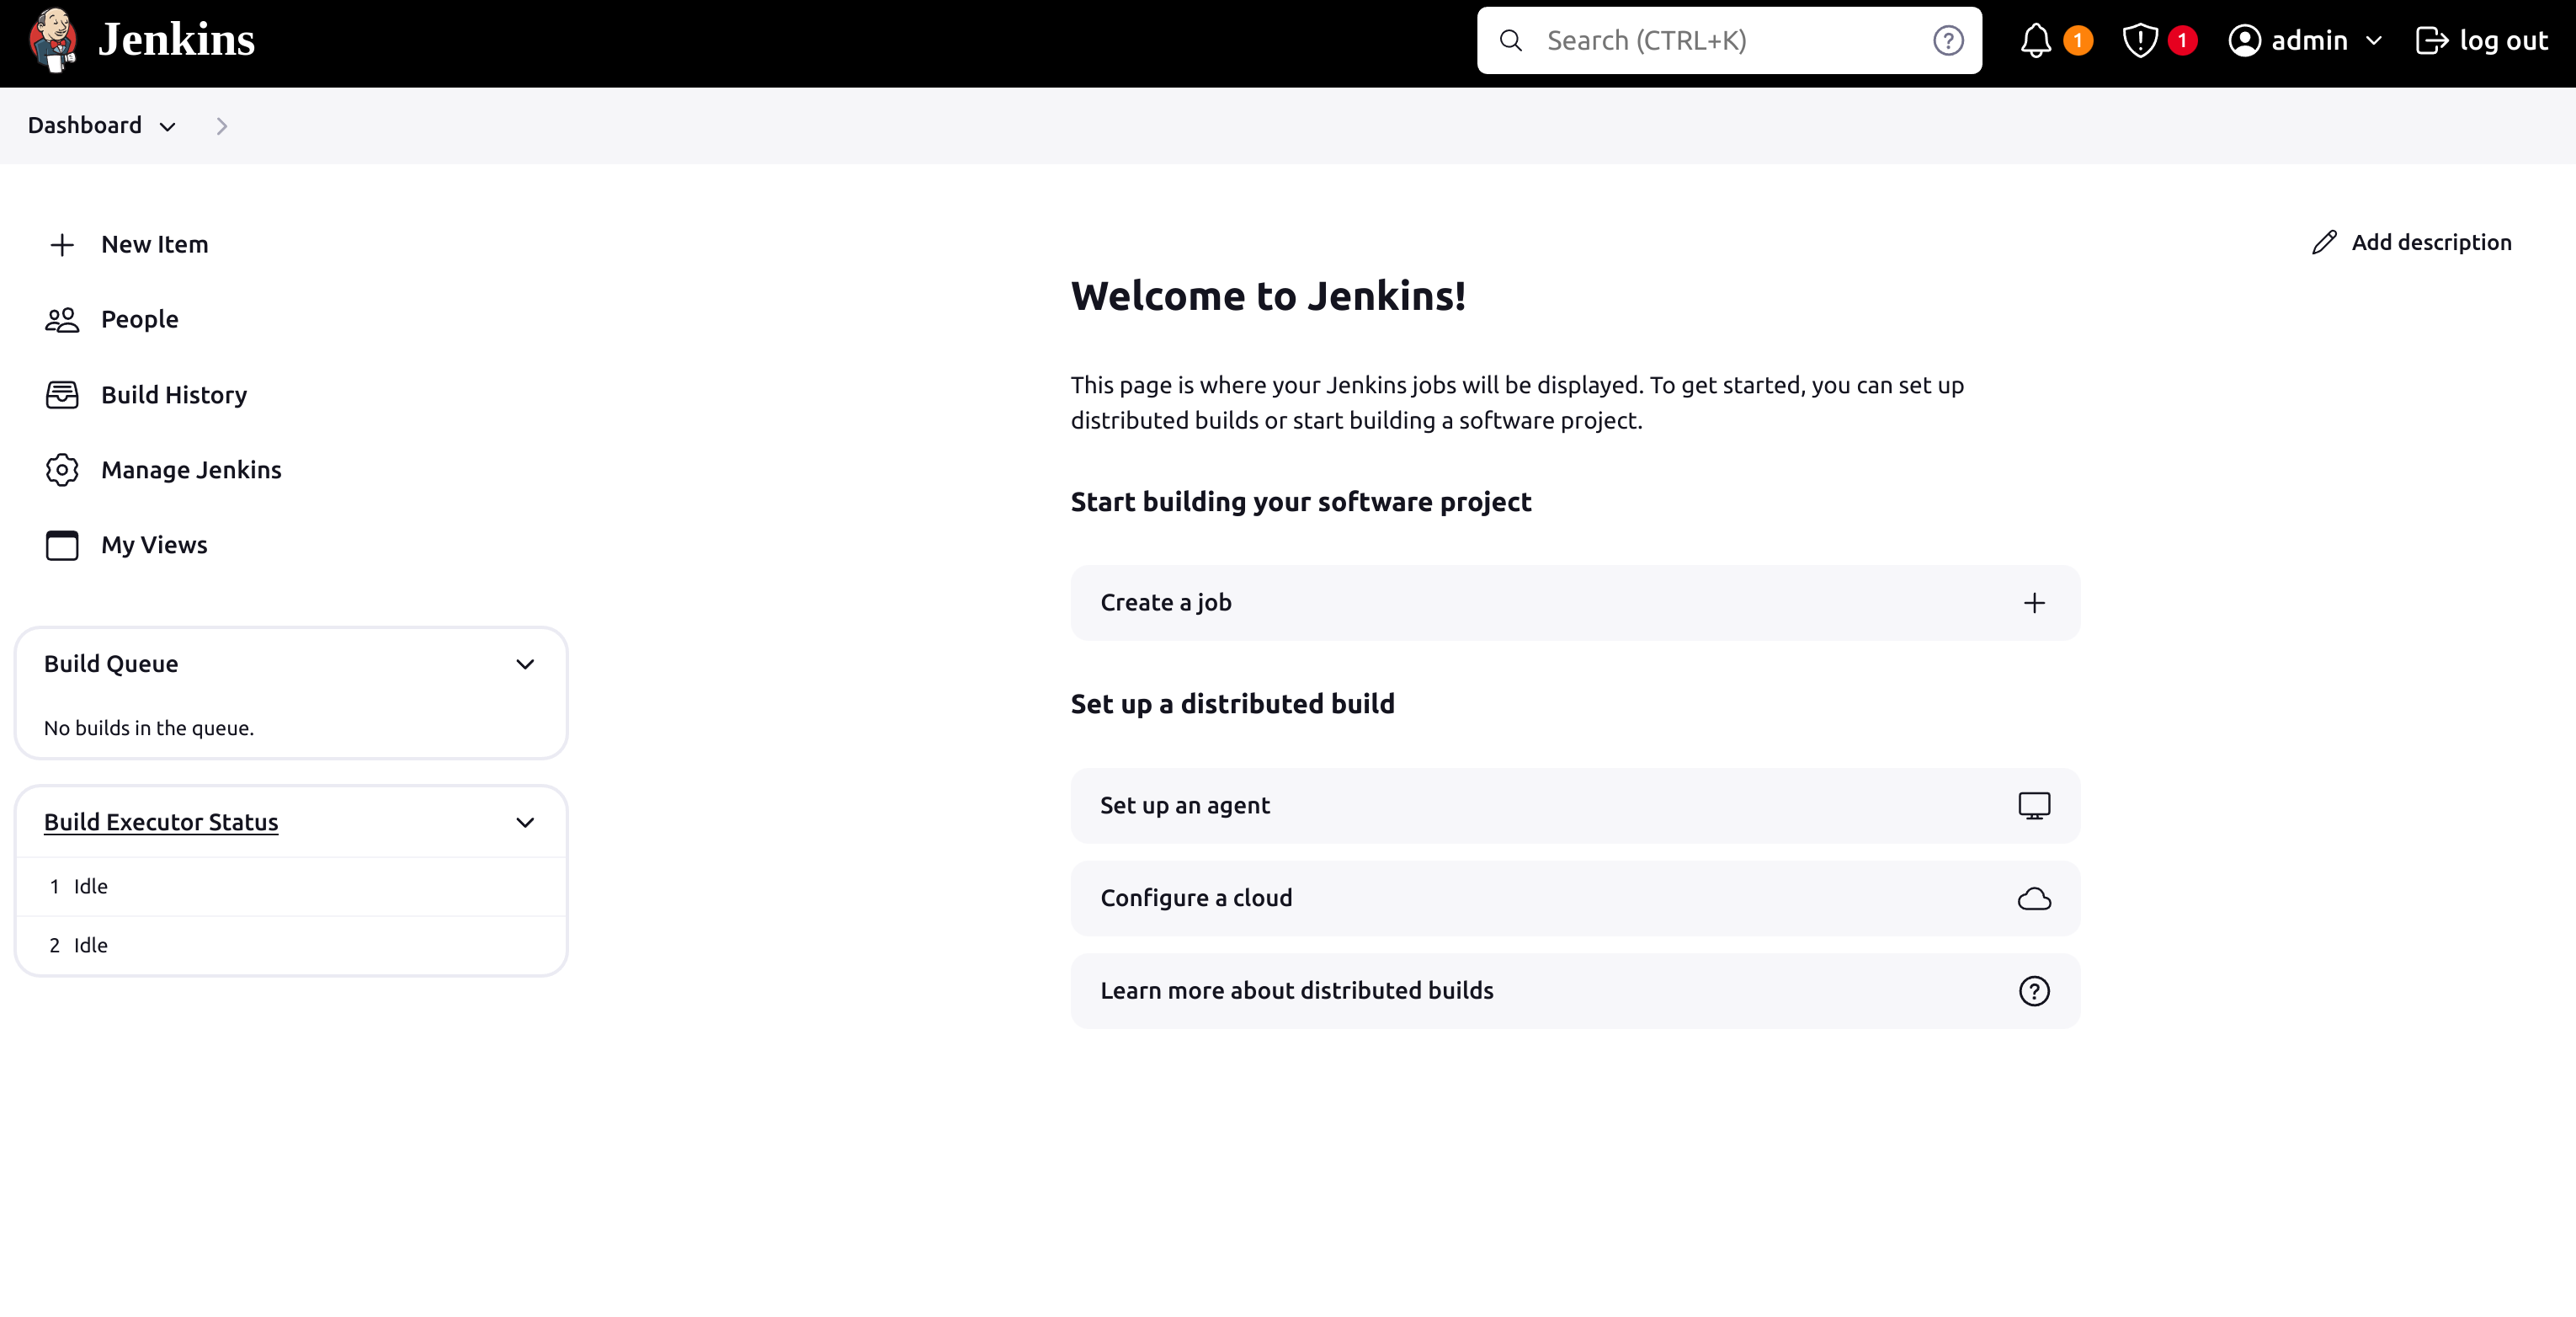 Jenkins
Search (CTRL+K)
1
1
admin
log out
Dashboard
New Item
People
Build History
Manage Jenkins
My Views
Build Queue
No builds in the queue.
Build Executor Status
1 Idle
2 Idle
Add description
Welcome to Jenkins!
This page is where your Jenkins jobs will be displayed. To get started, you can set up
distributed builds or start building a software project.
Start building your software project
Create a job
Set up a distributed build
Set up an agent
Configure a cloud
Learn more about distributed builds